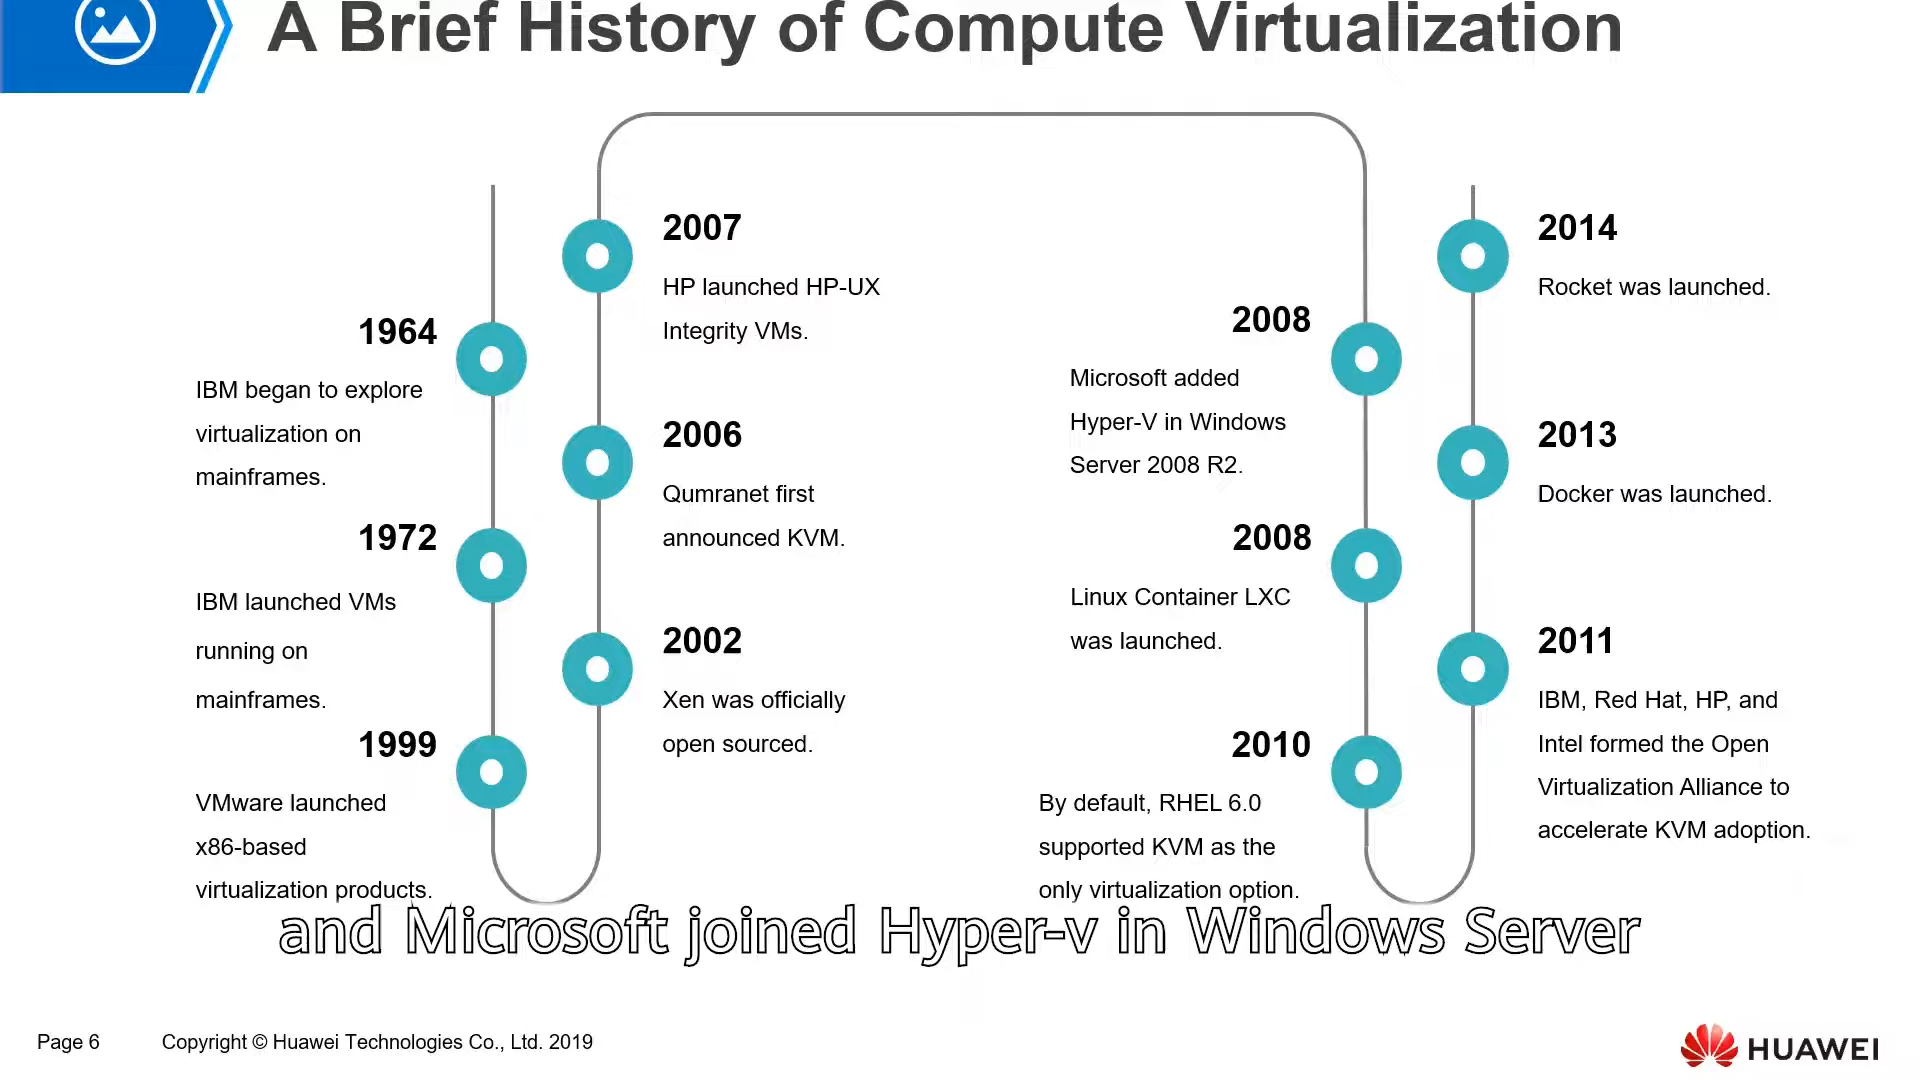 A Brief History of Compute Virtualization
1964
IBM began to explore
virtualization on
mainframes.
1972
IBM launched VMs
running on
mainframes.
1999
VMware launched
x86-based
virtualization products.
2007
HP launched HP-UX
Integrity VMs.
2006
Qumranet first
announced KVM.
2002
Xen was officially
open sourced.
2008
Microsoft added
Hyper-V in Windows
Server 2008 R2.
2008
Linux Container LXC
was launched.
2010
By default, RHEL 6.0
supported KVM as the
only virtualization option.
2014
Rocket was launched.
2013
Docker was launched.
2011
IBM, Red Hat, HP, and
Intel formed the Open
Virtualization Alliance to
accelerate KVM adoption.
and Microsoft joined Hyper-v in Windows Server
Page 6
Copyright © Huawei Technologies Co., Ltd. 2019
HUAWEI